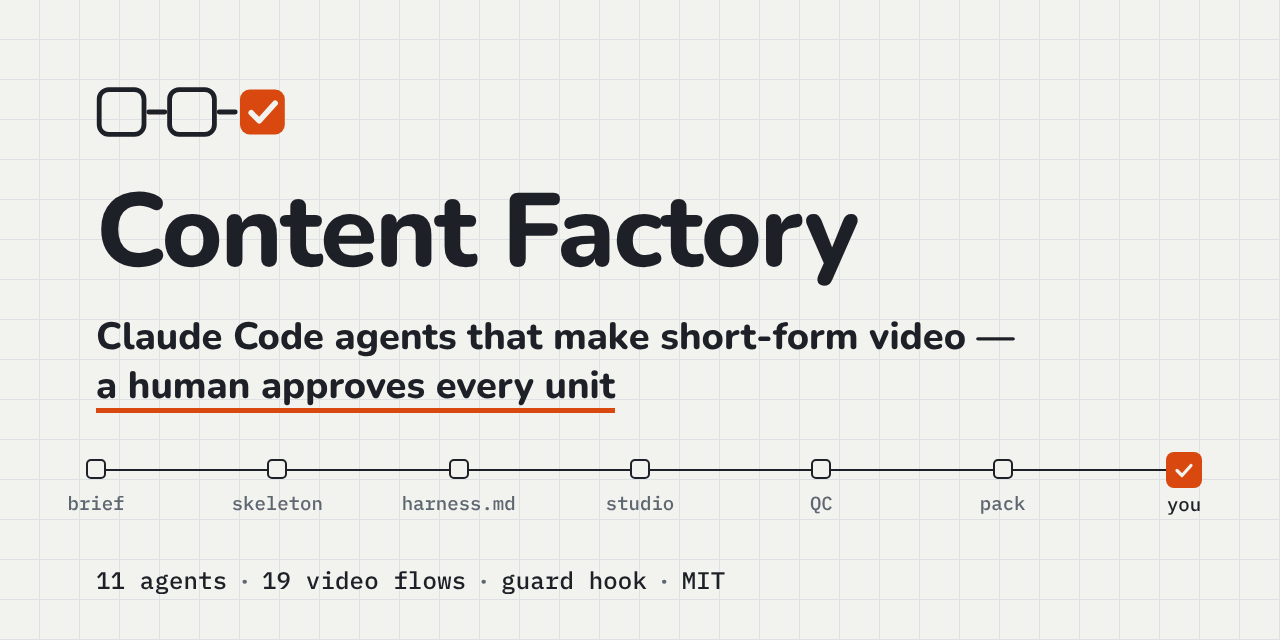 Content Factory
Claude Code agents that make short-form video —
a human approves every unit
brief skeleton harness.md studio QC pack you
11 agents · 19 video flows · guard hook · MIT